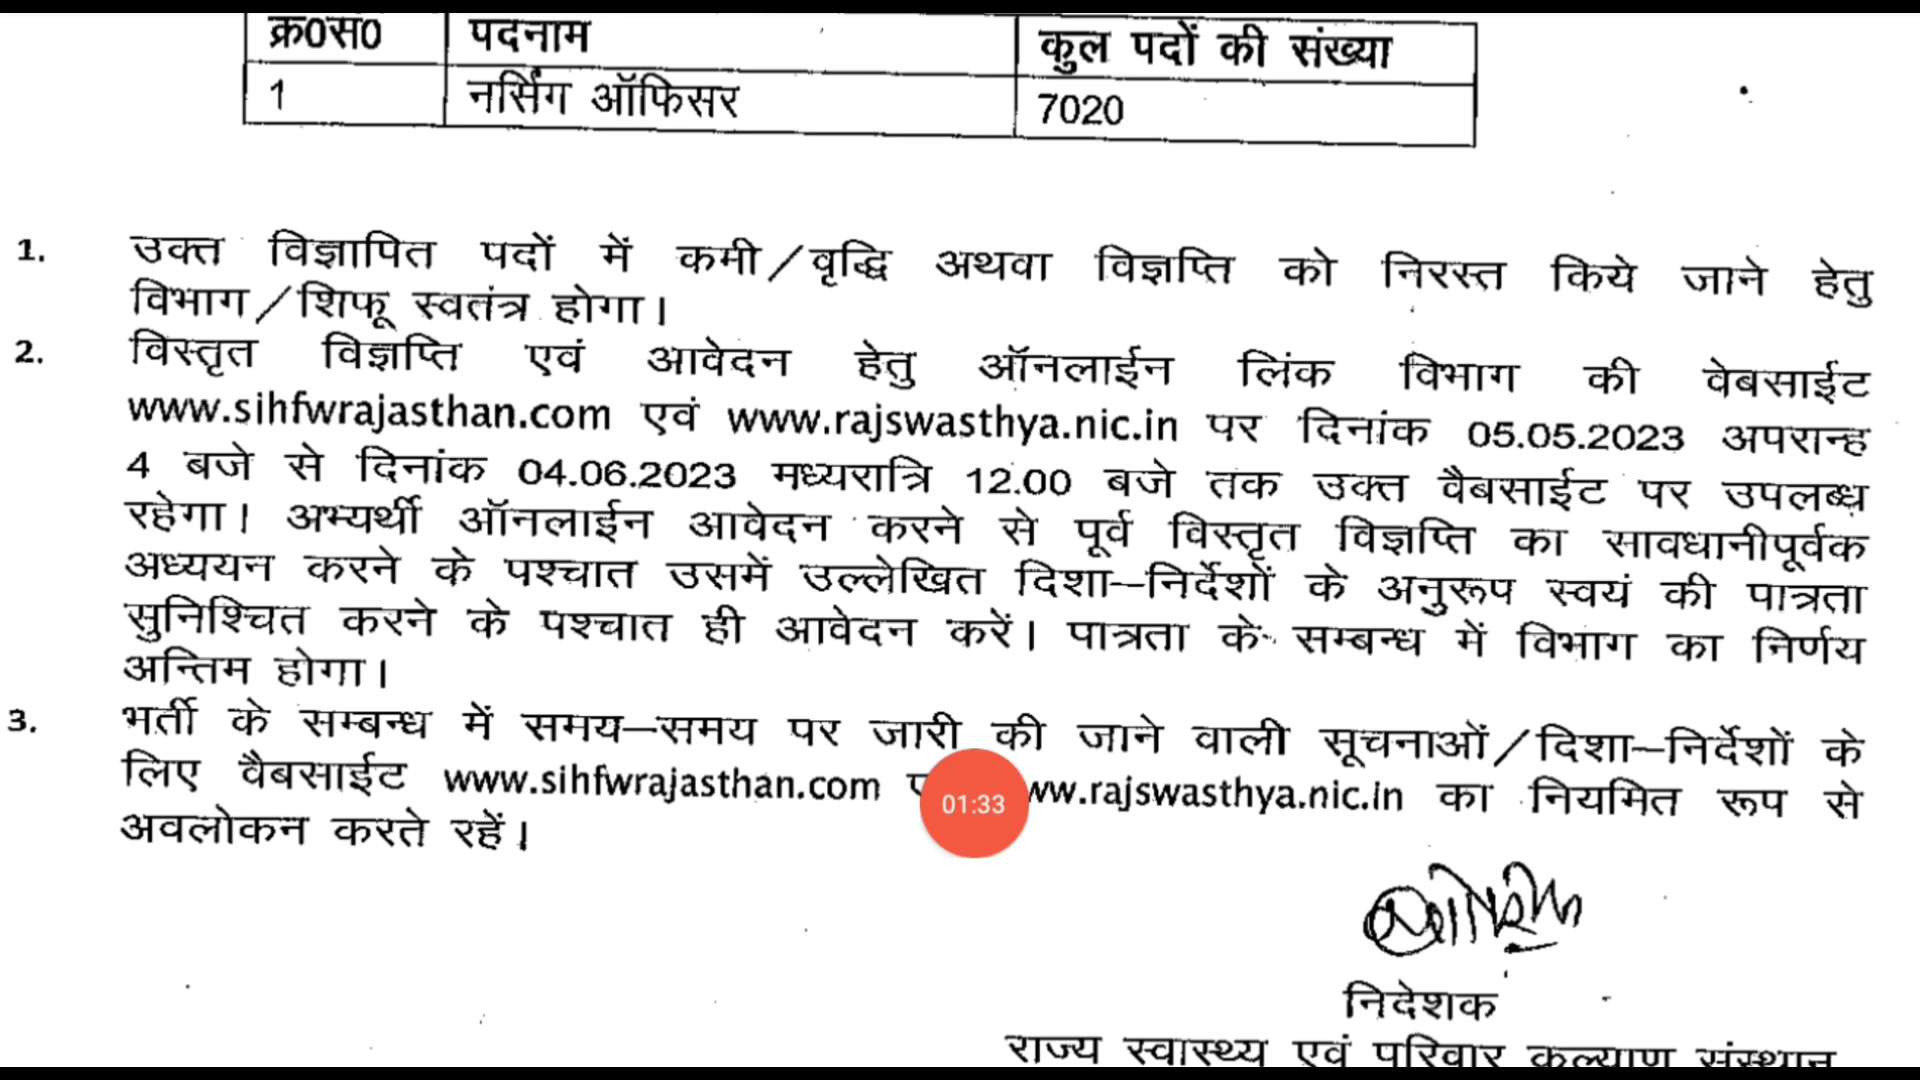 क्र0स0 पदनाम कुल पदों की संख्या
1 नर्सिंग ऑफिसर 7020
1. उक्त विज्ञापित पदों में कमी/वृद्धि अथवा विज्ञप्ति को निरस्त किये जाने हेतु
विभाग/शिफू स्वतंत्र होगा।
2. विस्तृत विज्ञप्ति एवं आवेदन हेतु ऑनलाईन लिंक विभाग की वेबसाईट
www.sihfwrajasthan.com एवं www.rajswasthya.nic.in पर दिनांक 05.05.2023 अपरान्ह
4 बजे से दिनांक 04.06.2023 मध्यरात्रि 12.00 बजे तक उक्त वैबसाईट पर उपलब्ध
रहेगा। अभ्यर्थी ऑनलाईन आवेदन करने से पूर्व विस्तृत विज्ञप्ति का सावधानीपूर्वक
अध्ययन करने के पश्चात उसमें उल्लेखित दिशा-निर्देशों के अनुरूप स्वयं की पात्रता
सुनिश्चित करने के पश्चात ही आवेदन करें। पात्रता के सम्बन्ध में विभाग का निर्णय
अन्तिम होगा।
3. भर्ती के सम्बन्ध में समय-समय पर जारी की जाने वाली सूचनाओं/दिशा-निर्देशों के
लिए वैबसाईट www.sihfwrajasthan.com ww.rajswasthya.nic.in का नियमित रूप से
01:33
अवलोकन करते रहें।
निदेशक
राज्य स्वास्थ्य एवं परिवार कल्याण संस्थान